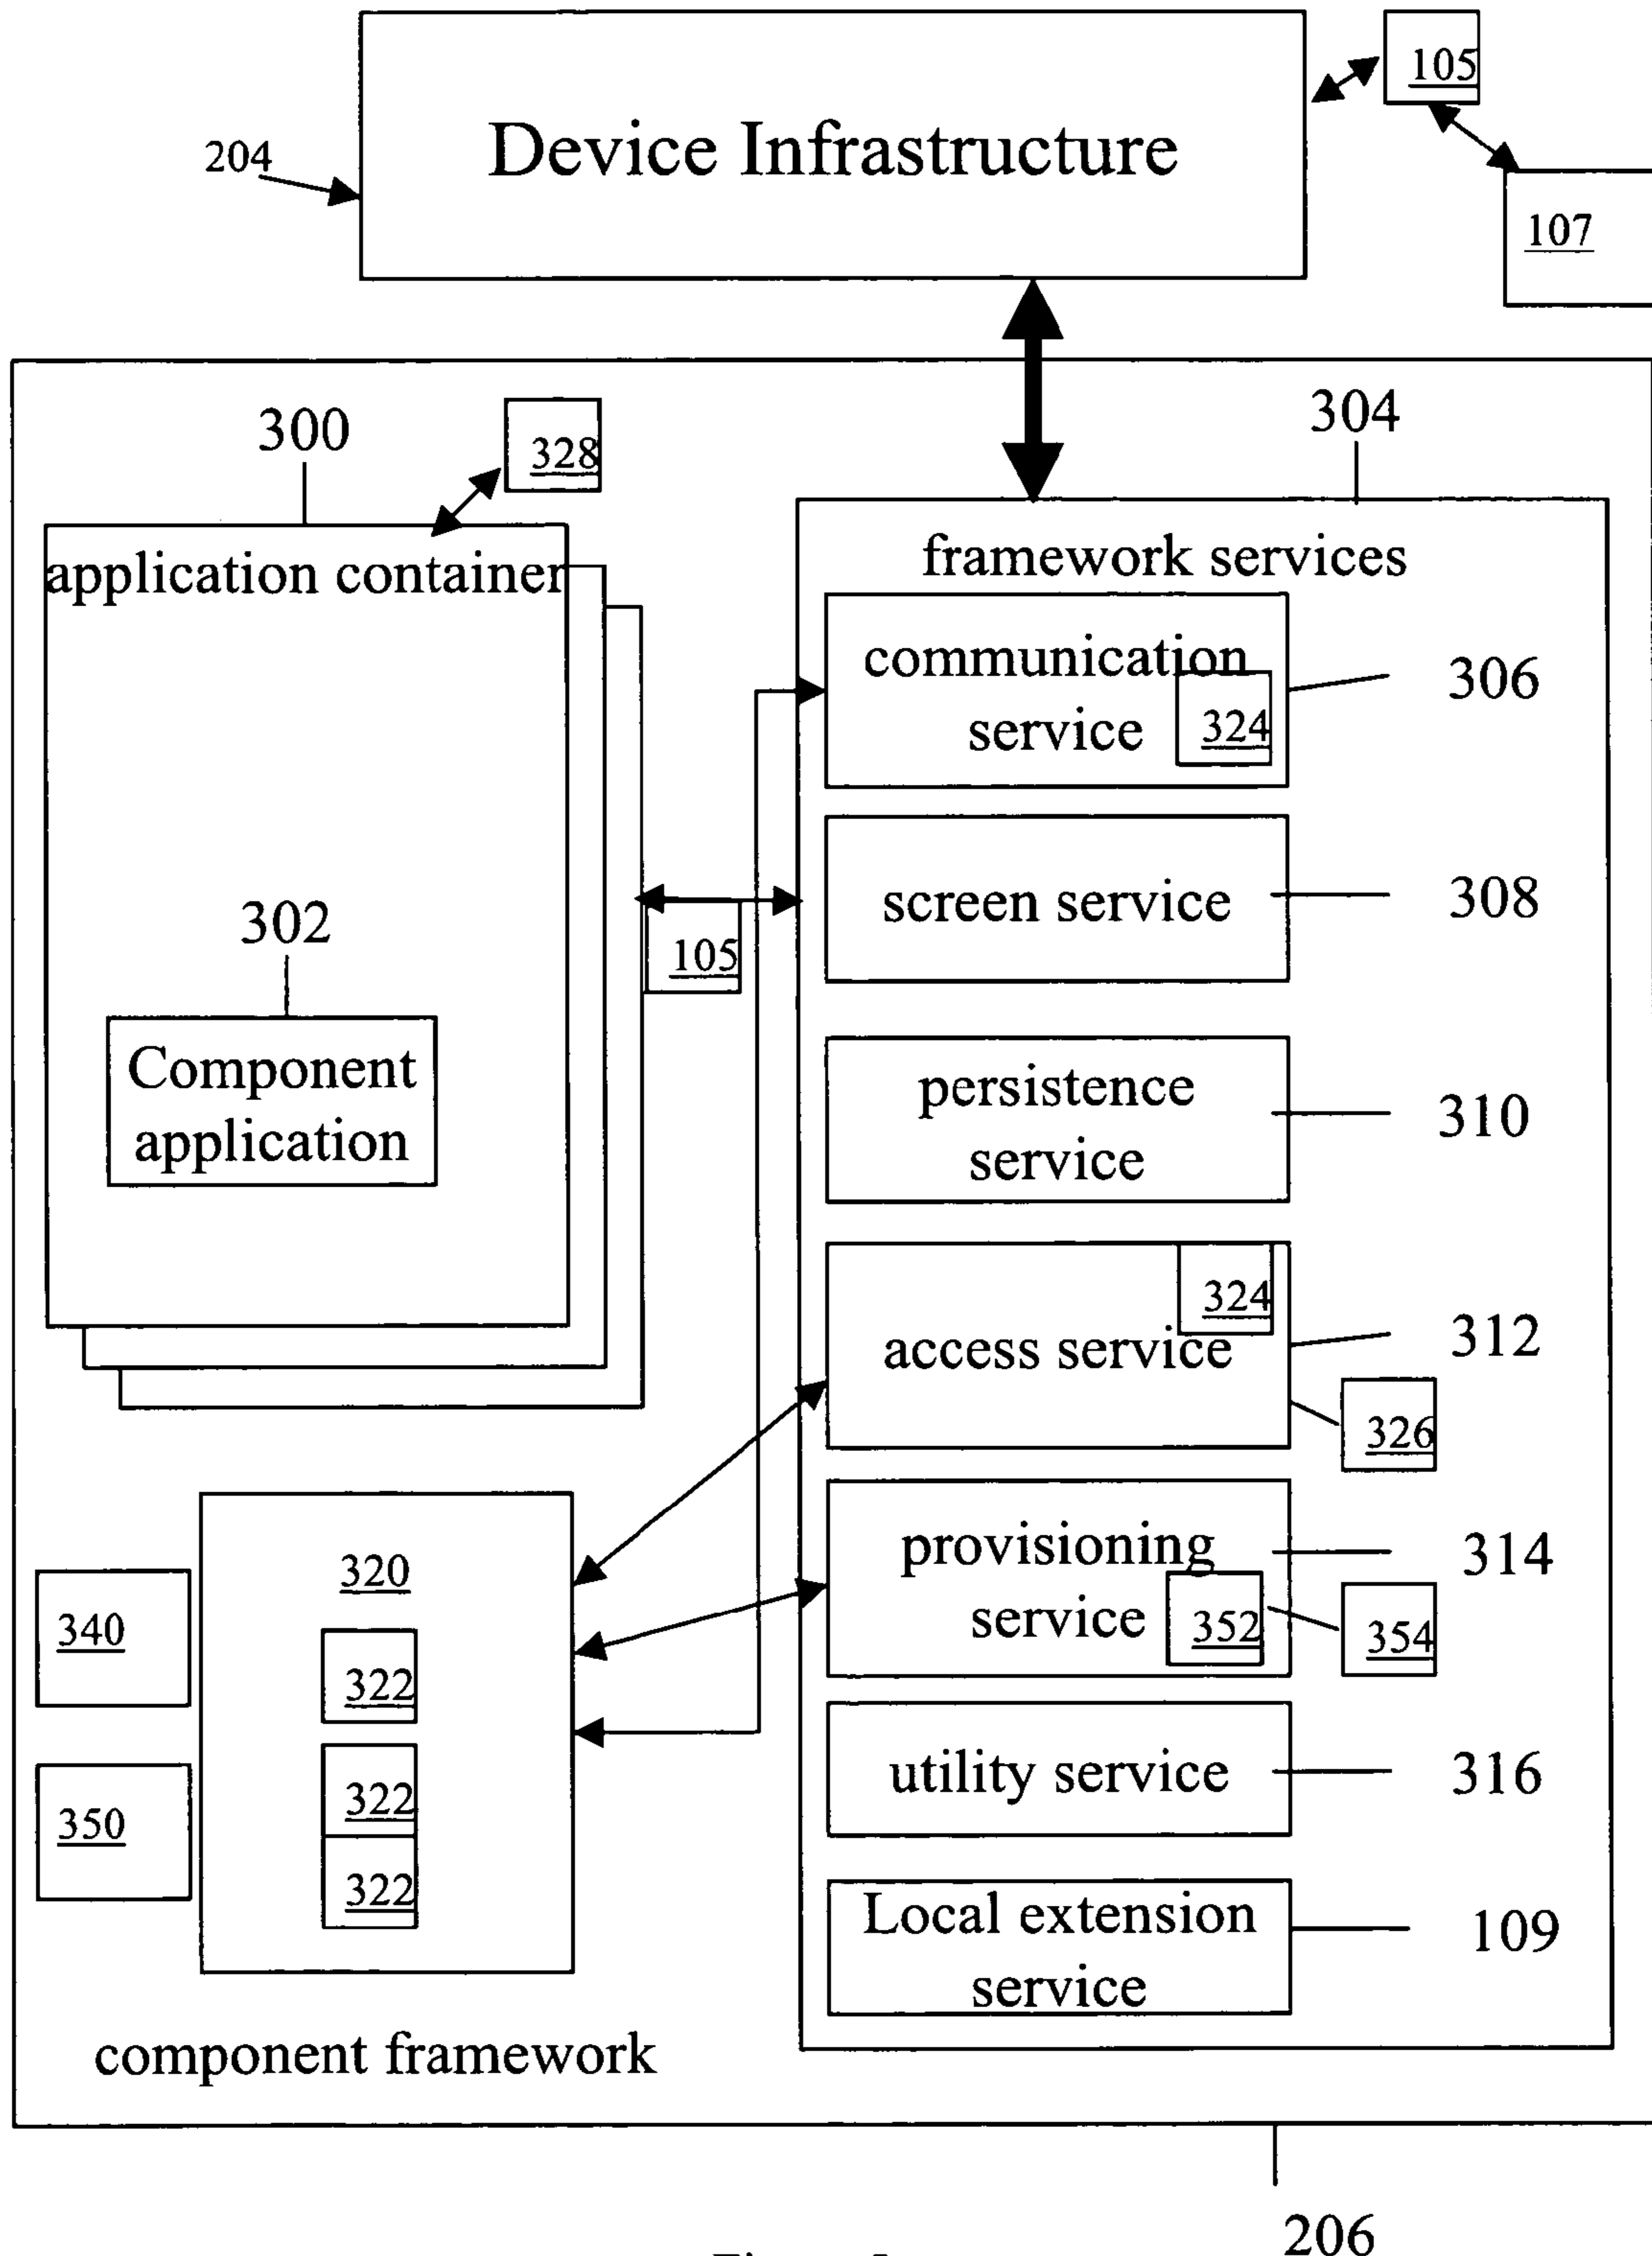 105
Device Infrastructure
204
107
300
328
304
application container
framework services
communication
service
324
306
screen service
308
302
105
Component
application
persistence
service
310
324
access service
312
326
provisioning
service
352
314
354
320
322
322
322
340
350
utility service
316
Local extension
service
109
component framework
206